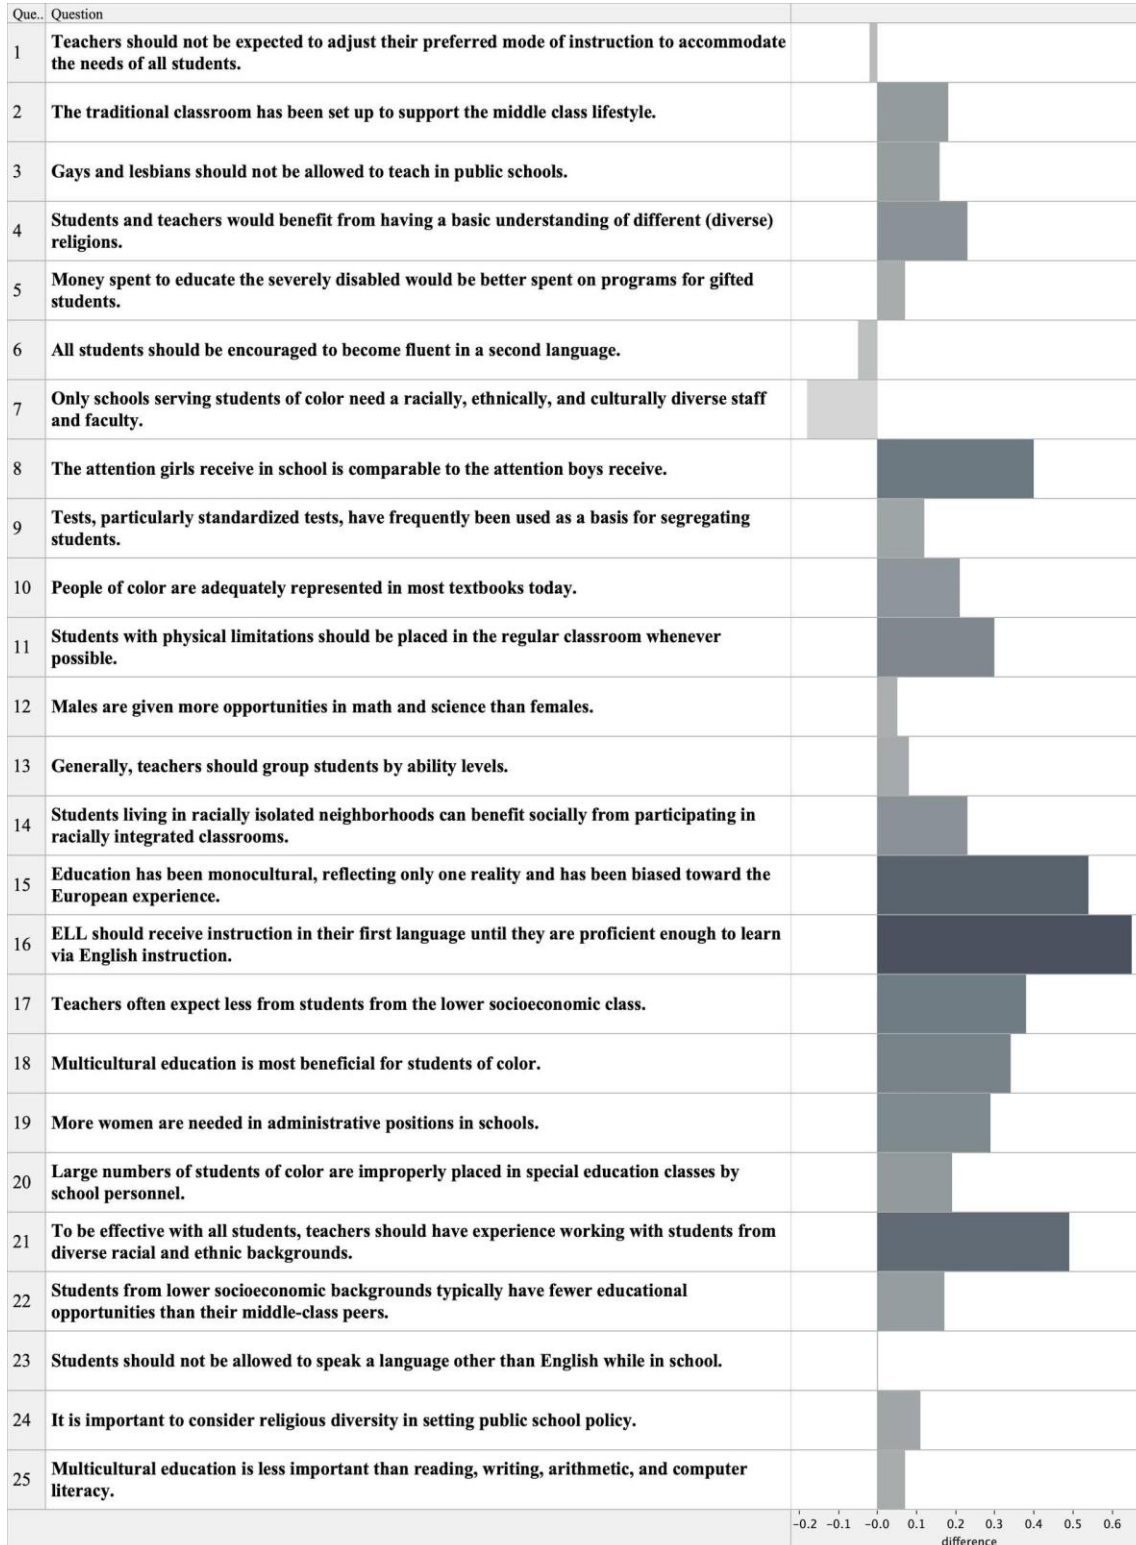 Que.. Question
1 Teachers should not be expected to adjust their preferred mode of instruction to accommodate
the needs of all students.
2 The traditional classroom has been set up to support the middle class lifestyle.
3 Gays and lesbians should not be allowed to teach in public schools.
4 Students and teachers would benefit from having a basic understanding of different (diverse)
religions.
5 Money spent to educate the severely disabled would be better spent on programs for gifted
students.
6 All students should be encouraged to become fluent in a second language.
7 Only schools serving students of color need a racially, ethnically, and culturally diverse staff
and faculty.
8 The attention girls receive in school is comparable to the attention boys receive.
9 Tests, particularly standardized tests, have frequently been used as a basis for segregating
students.
10 People of color are adequately represented in most textbooks today.
11 Students with physical limitations should be placed in the regular classroom whenever
possible.
12 Males are given more opportunities in math and science than females.
13 Generally, teachers should group students by ability levels.
14 Students living in racially isolated neighborhoods can benefit socially from participating in
racially integrated classrooms.
15 Education has been monocultural, reflecting only one reality and has been biased toward the
European experience.
16 ELL should receive instruction in their first language until they are proficient enough to learn
via English instruction.
17 Teachers often expect less from students from the lower socioeconomic class.
18 Multicultural education is most beneficial for students of color.
19 More women are needed in administrative positions in schools.
20 Large numbers of students of color are improperly placed in special education classes by
school personnel.
21 To be effective with all students, teachers should have experience working with students from
diverse racial and ethnic backgrounds.
22 Students from lower socioeconomic backgrounds typically have fewer educational
opportunities than their middle-class peers.
23 Students should not be allowed to speak a language other than English while in school.
24 It is important to consider religious diversity in setting public school policy.
25 Multicultural education is less important than reading, writing, arithmetic, and computer
literacy.
-0.2 -0.1 -0.0 0.1 0.2 0.3 0.4 0.5 0.6
difference